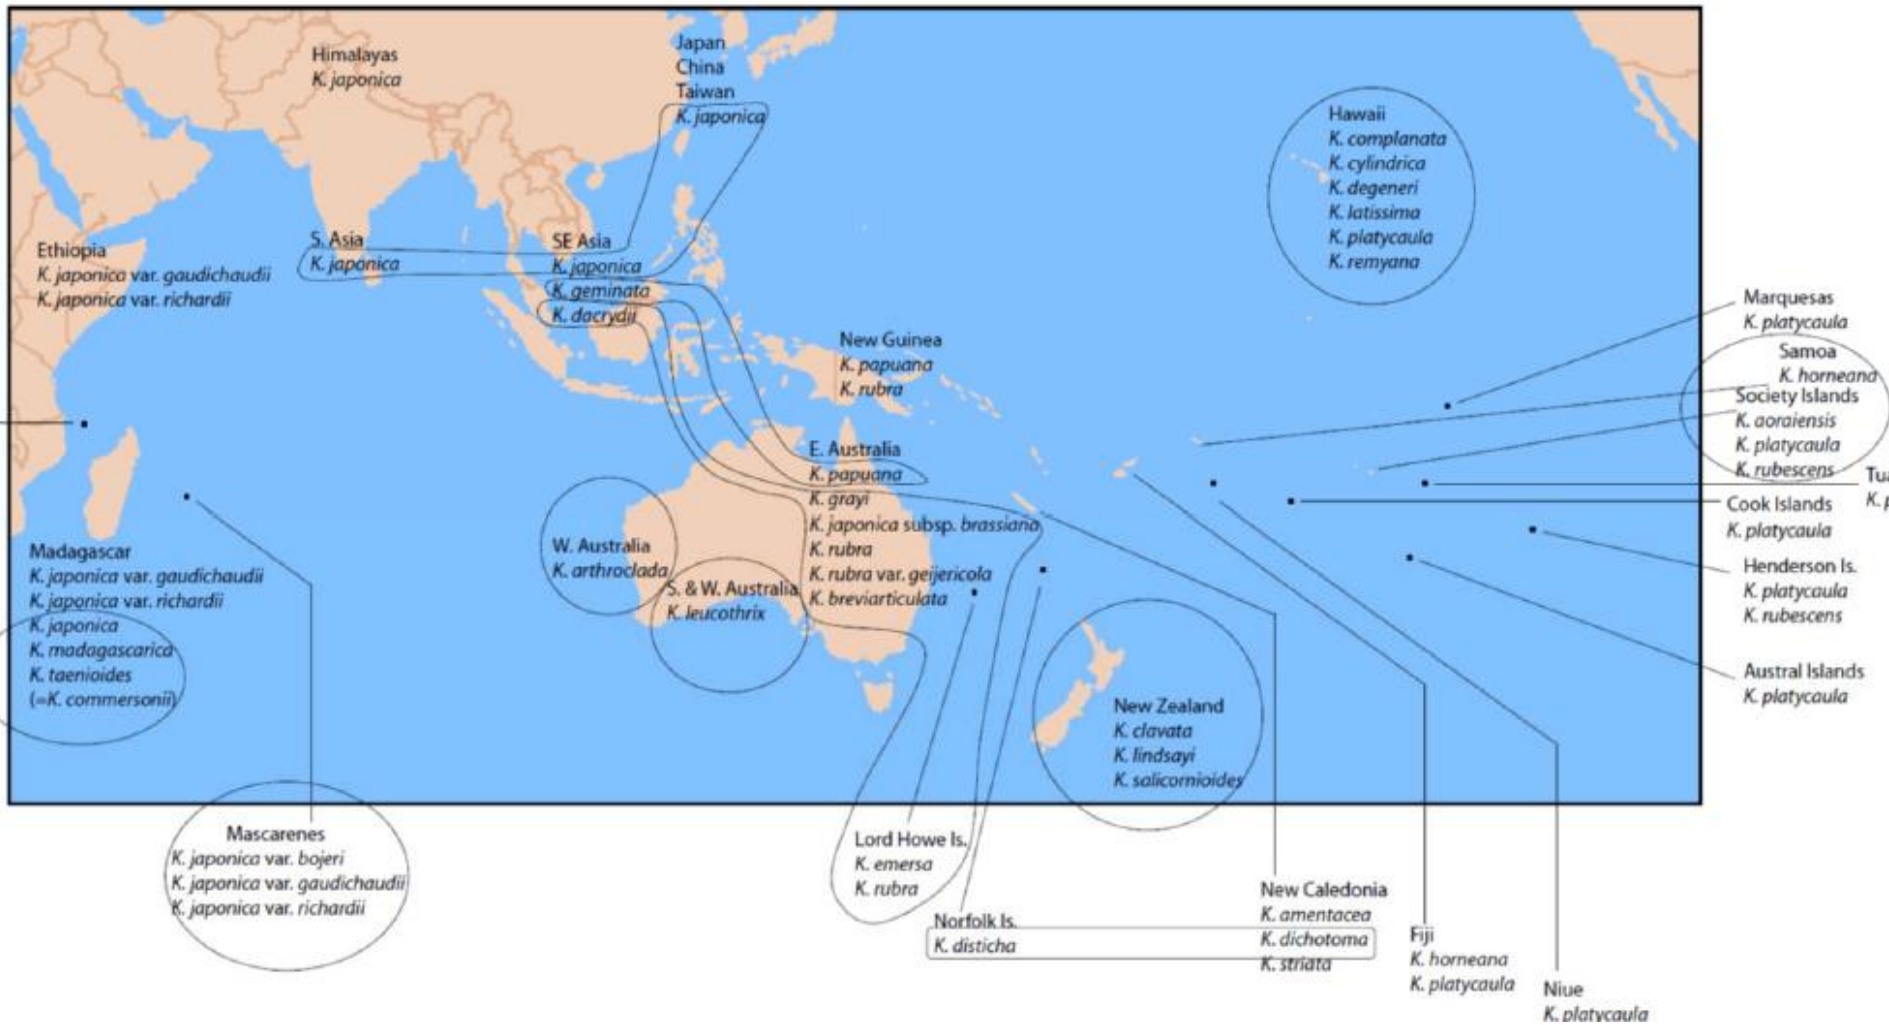 Himalayas
K. japonica
Japan
China
Taiwan
K. japonica
Hawaii
K. complanata
K. cylindrica
K. degeneri
K. latissima
K. platycaula
K. remyana
Ethiopia
K. japonica var. gaudichaudii
K. japonica var. richardii
S. Asia
K. japonica
SE Asia
K. japonica
K. geminata
K. dacrydii
New Guinea
K. papuana
K. rubra
Marquesas
K. platycaula
Samoa
K. horneana
Society Islands
K. aoraiensis
K. platycaula
K. rubescens
Tua
K. p
Cook Islands
K. platycaula
Henderson Is.
K. platycaula
K. rubescens
Austral Islands
K. platycaula
E. Australia
K. papuana
K. grayi
K. japonica subsp. brassiana
K. rubra
K. rubra var. geijericola
K. breviarticulata
W. Australia
K. arthroclada
S. & W. Australia
K. leucothrix
Madagascar
K. japonica var. gaudichaudii
K. japonica var. richardii
K. japonica
K. madagascarica
K. taenioides
(=K. commersonii)
New Zealand
K. clavata
K. lindsayi
K. salicornioides
Mascarenes
K. japonica var. bojeri
K. japonica var. gaudichaudii
K. japonica var. richardii
Lord Howe Is.
K. emersa
K. rubra
Norfolk Is.
K. disticha
New Caledonia
K. amentacea
K. dichotoma
K. striata
Fiji
K. horneana
K. platycaula
Niue
K. platycaula